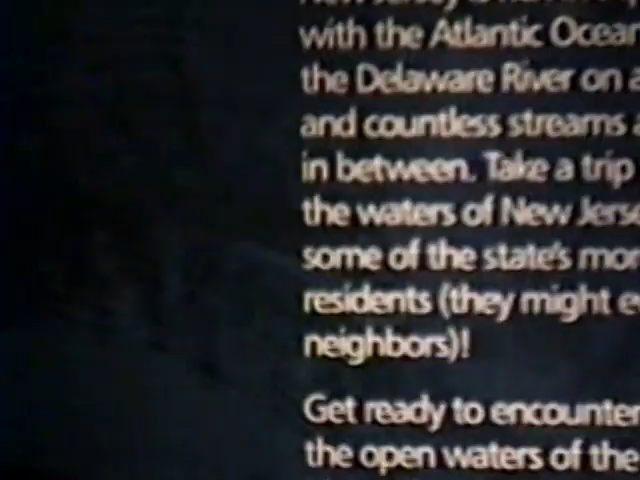 with the Atlantic Ocean
the Delaware River on a
and countless streams
in between. Take a trip
the waters of New Jerse
some of the state's mor
residents (they might e
neighbors)!
Get ready to encounter
the open waters of the